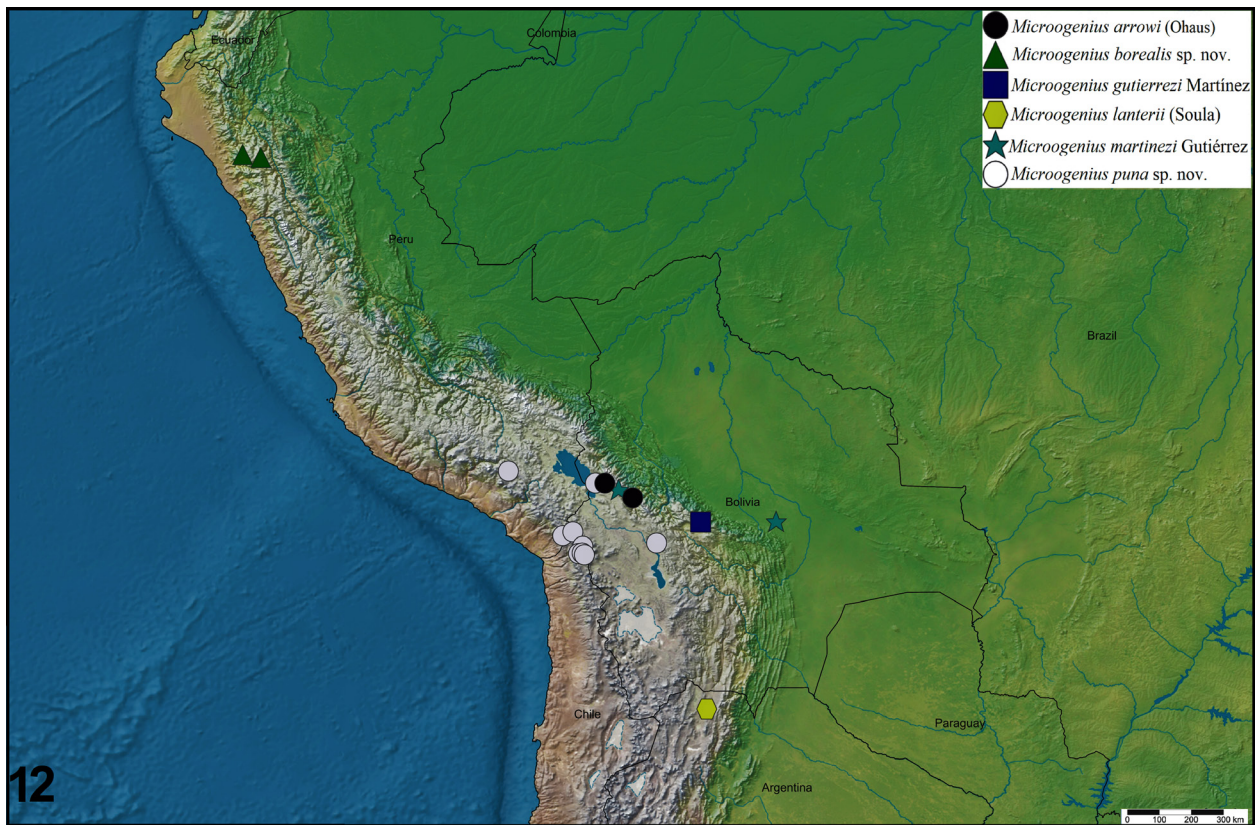 Microogenius arrowi (Ohaus)
Microogenius borealis sp. nov.
Microogenius gutierrezi Martínez
Microogenius lanterii (Soula)
Microogenius martinezi Gutiérrez
Microogenius puna sp. nov.
Ecuador
Colombia
Peru
Brazil
Bolivia
Chile
Paraguay
Argentina
12
0 100 200 300 km